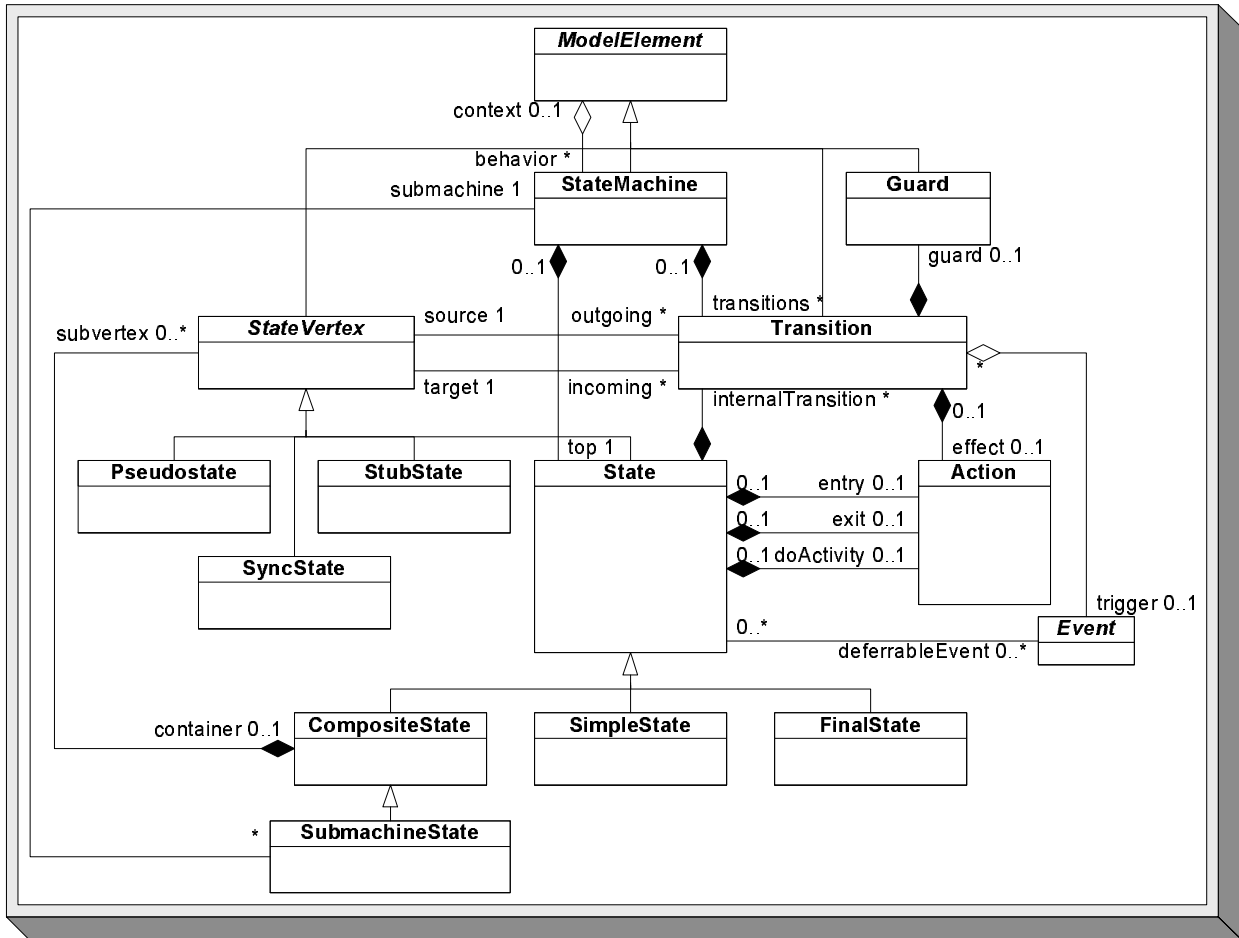 ModelElement
context 0..1
behavior *
submachine 1
StateMachine
Guard
0..1
0..1
guard 0..1
transitions *
source 1
outgoing *
StateVertex
Transition
subvertex 0..*
*
target 1
incoming *
internalTransition *
0..1
top 1
effect 0..1
Pseudostate
StubState
State
Action
0..1
entry 0..1
0..1
exit 0..1
0..1
doActivity 0..1
SyncState
trigger 0..1
0..*
Event
deferrableEvent 0..*
container 0..1
CompositeState
SimpleState
FinalState
*
SubmachineState